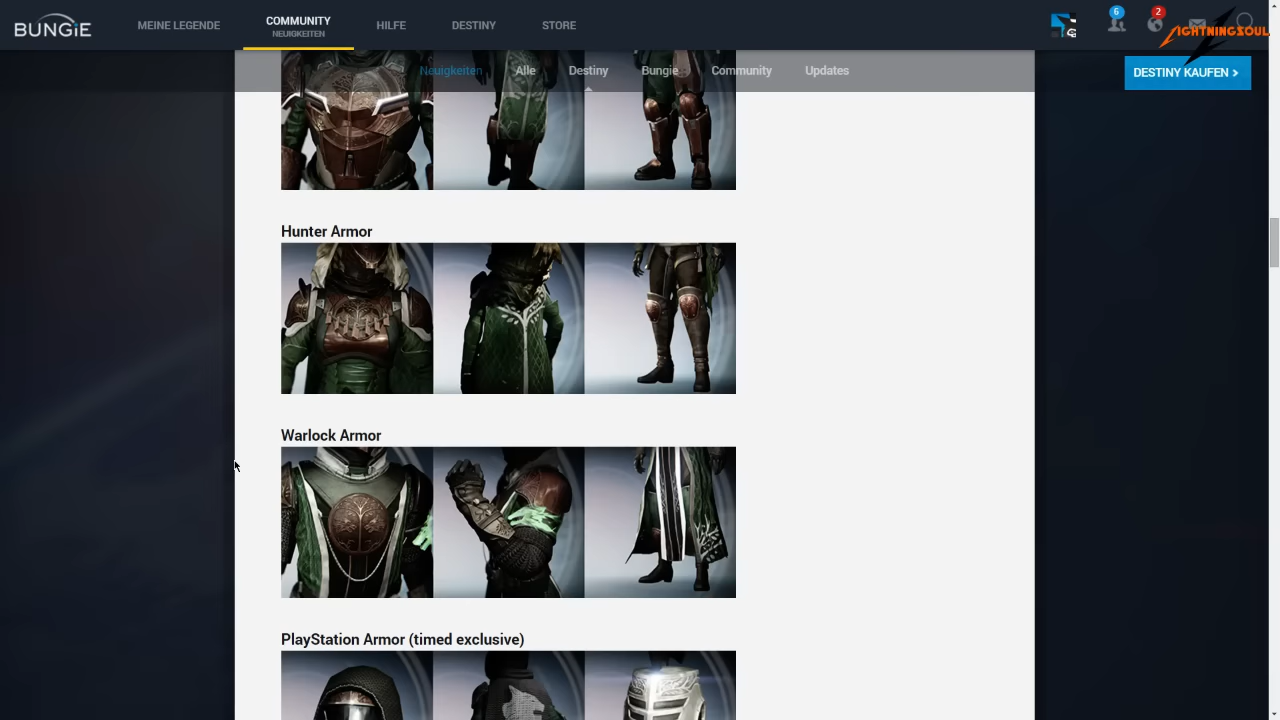 BUNGiE
MEINE LEGENDE
COMMUNITY
NEUIGKEITEN
HILFE
DESTINY
STORE
6
2
LIGHTNINGSOUL
Neuigkeiten
Alle
Destiny
Bungie
Community
Updates
DESTINY KAUFEN >
Hunter Armor
Warlock Armor
PlayStation Armor (timed exclusive)